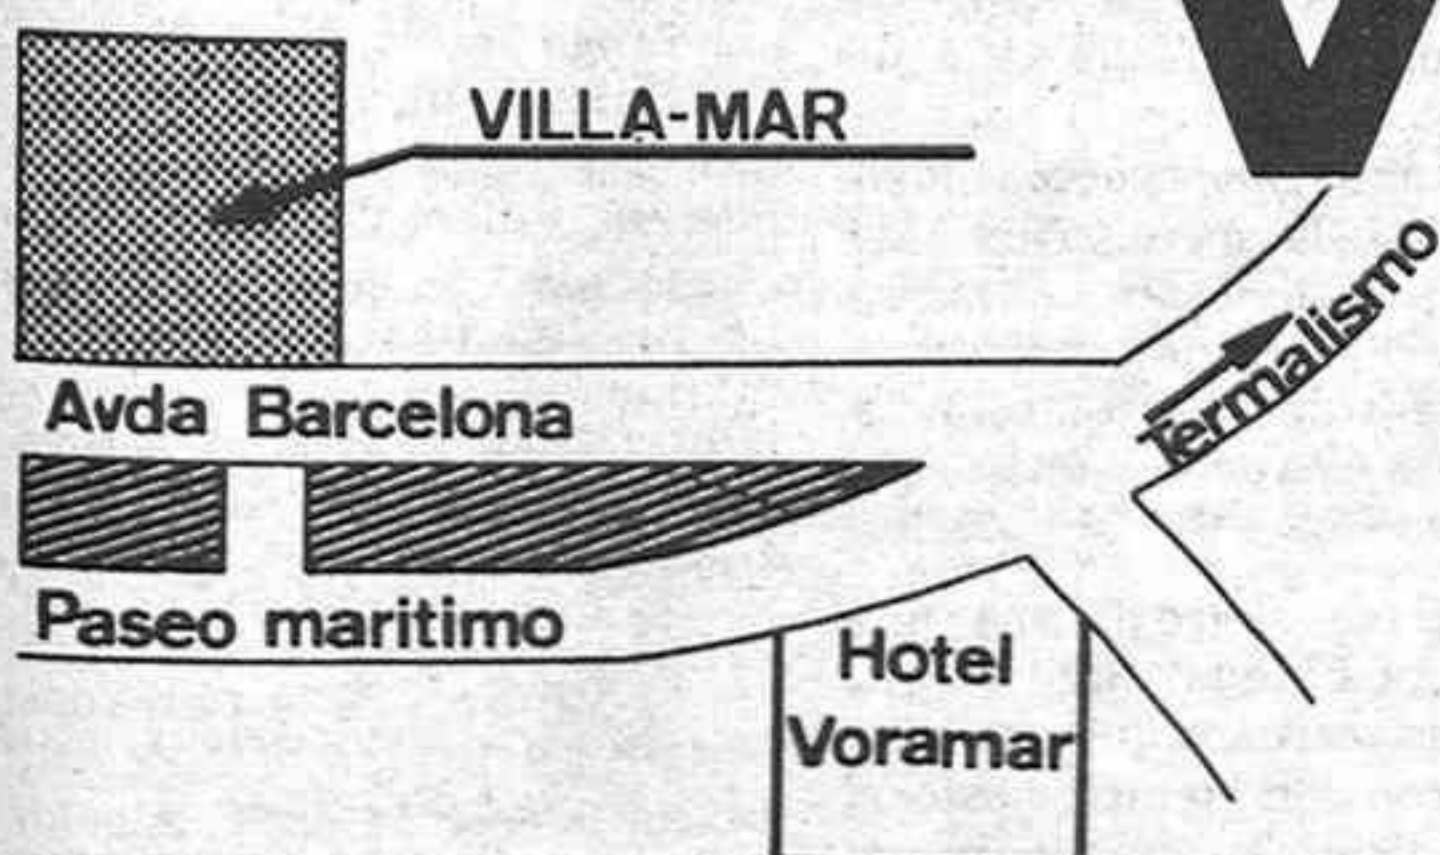 V
VILLA-MAR
Termalismo
Avda Barcelona
Paseo maritimo
Hotel
Voramar